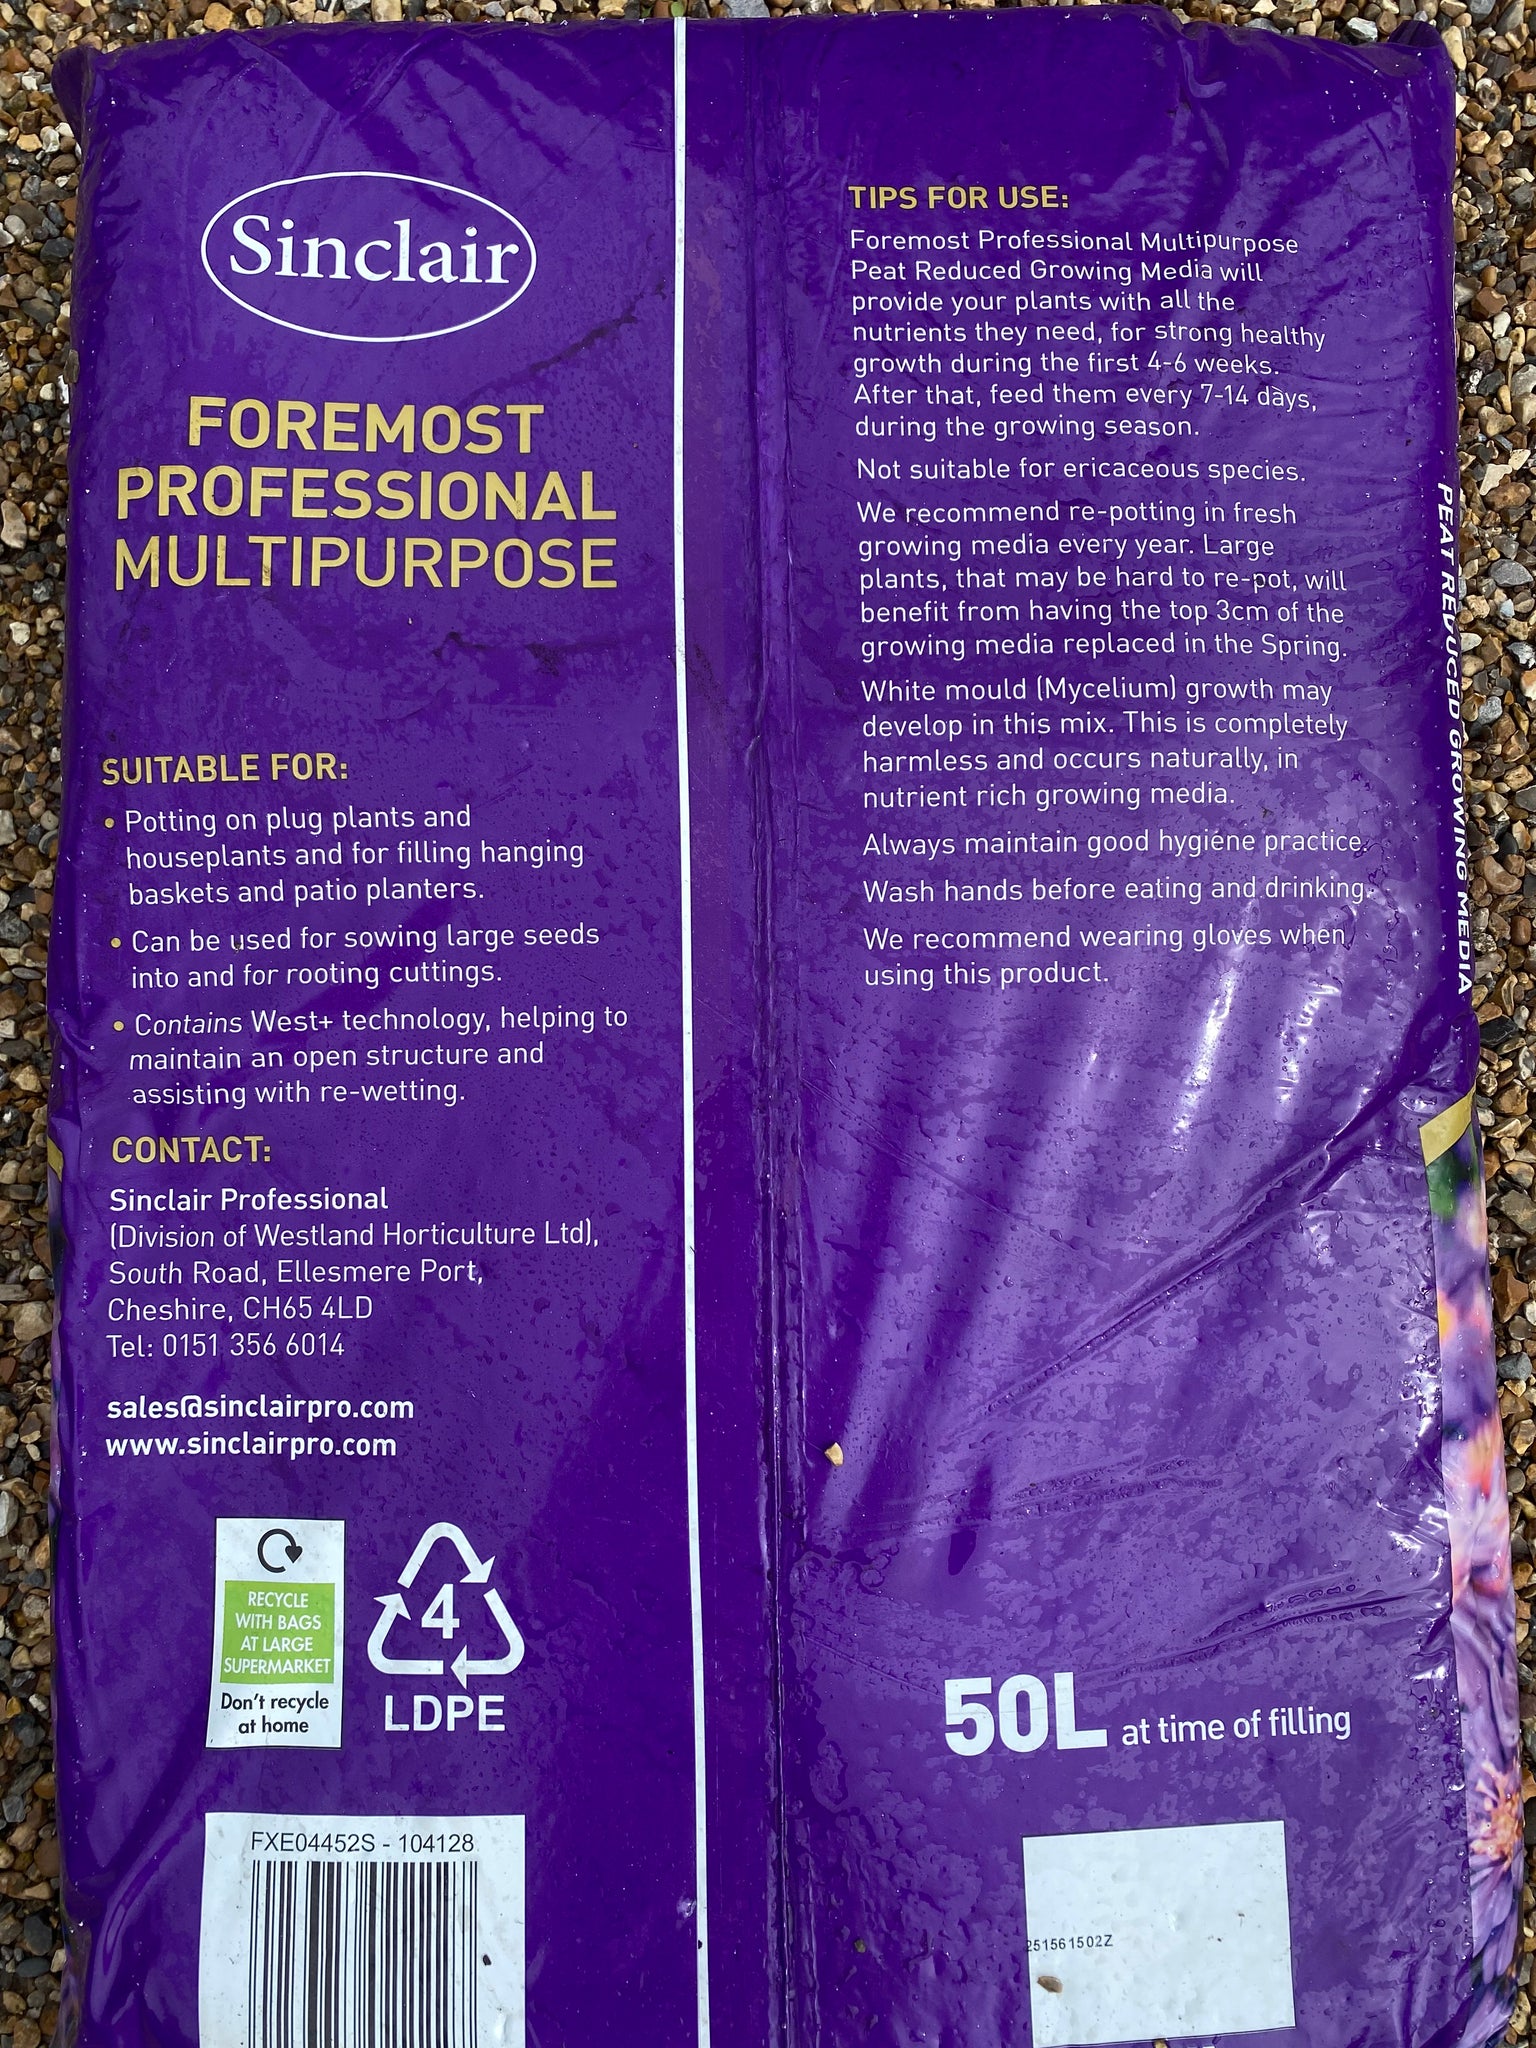 Sinclair
FOREMOST
PROFESSIONAL
MULTIPURPOSE
SUITABLE FOR:
• Potting on plug plants and
houseplants and for filling hanging
baskets and patio planters.
• Can be used for sowing large seeds
into and for rooting cuttings.
• Contains West+ technology, helping to
maintain an open structure and
assisting with re-wetting.
CONTACT:
Sinclair Professional
(Division of Westland Horticulture Ltd),
South Road, Ellesmere Port,
Cheshire, CH65 4LD
Tel: 0151 356 6014
sales@sinclairpro.com
www.sinclairpro.com
RECYCLE
WITH BAGS
AT LARGE
SUPERMARKET
Don't recycle
at home
4
LDPE
FXE04452S - 104128
TIPS FOR USE:
Foremost Professional Multipurpose
Peat Reduced Growing Media will
provide your plants with all the
nutrients they need, for strong healthy
growth during the first 4-6 weeks.
After that, feed them every 7-14 days,
during the growing season.
Not suitable for ericaceous species.
We recommend re-potting in fresh
growing media every year. Large
plants, that may be hard to re-pot, will
benefit from having the top 3cm of the
growing media replaced in the Spring.
White mould (Mycelium) growth may
develop in this mix. This is completely
harmless and occurs naturally, in
nutrient rich growing media.
Always maintain good hygiene practice.
Wash hands before eating and drinking.
We recommend wearing gloves when
using this product.
50L at time of filling
251561502Z
PEAT REDUCED GROWING MEDIA